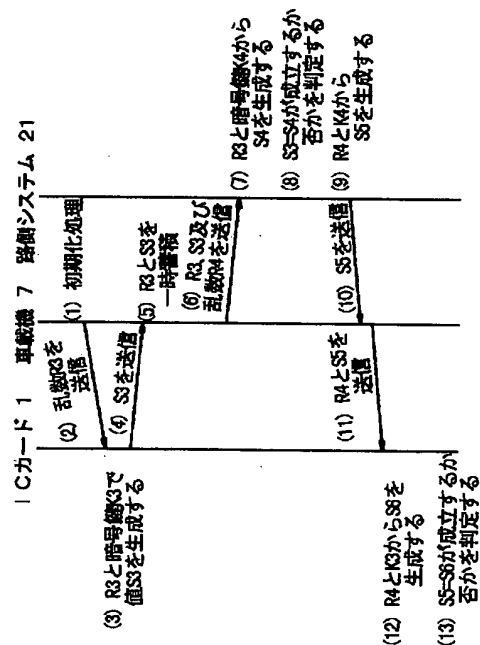 ICカード 1　車載機 7　路側システム 21
(1) 初期化処理
(2) 乱数R3を
送信
(3) R3と暗号鍵K3で
値S3を生成する
(4) S3を送信
(5) R3とS3を
一時蓄積
(6) R3、S3及び
乱数R4を送信
(7) R3と暗号鍵K4から
S4を生成する
(8) S3=S4が成立するか
否かを判定する
(9) R4とK4から
S5を生成する
(10) S5を送信
(11) R4とS5を
送信
(12) R4とK3からS6を
生成する
(13) S5=S6が成立するか
否かを判定する